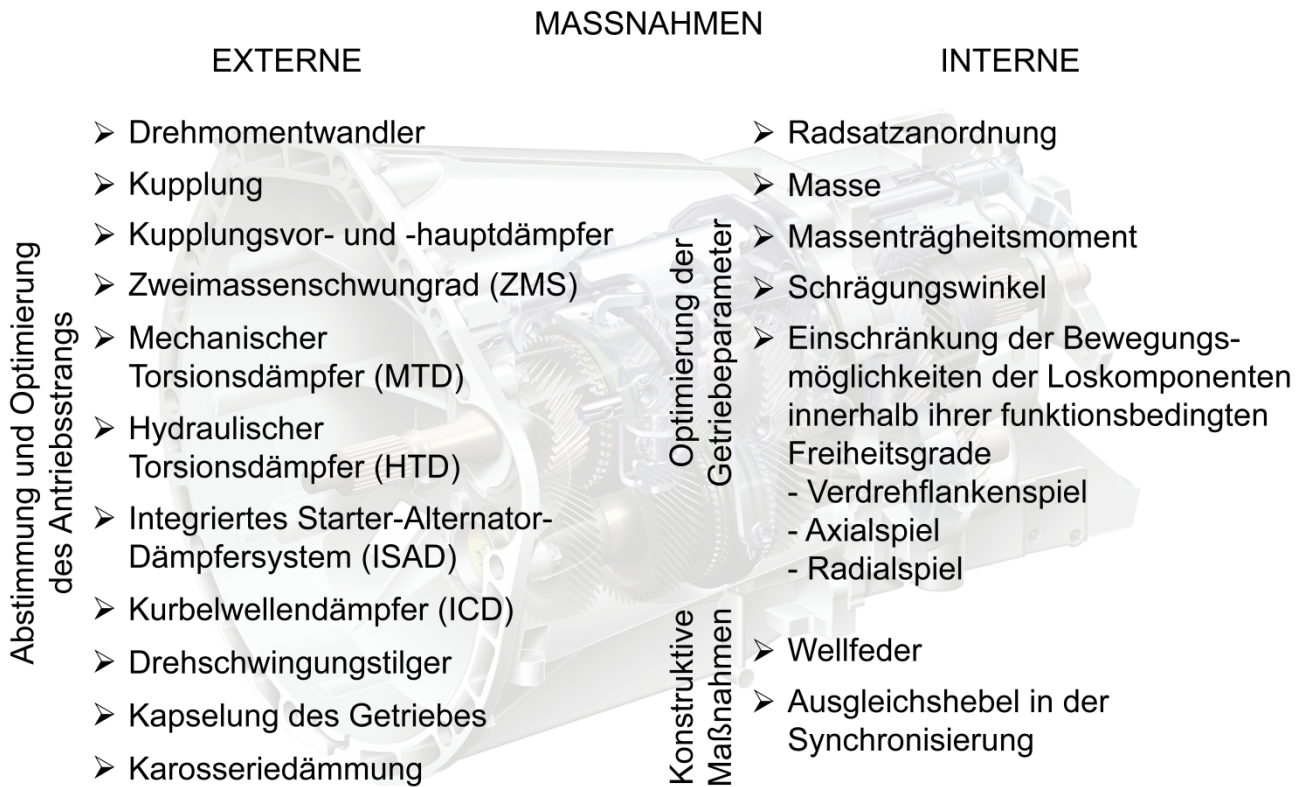 MASSNAHMEN
EXTERNE
Abstimmung und Optimierung
des Antriebsstrangs
➢ Drehmomentwandler
➢ Kupplung
➢ Kupplungsvor- und -hauptdämpfer
➢ Zweimassenschwungrad (ZMS)
➢ Mechanischer
Torsionsdämpfer (MTD)
➢ Hydraulischer
Torsionsdämpfer (HTD)
➢ Integriertes Starter-Alternator-
Dämpfersystem (ISAD)
➢ Kurbelwellendämpfer (ICD)
➢ Drehschwingungstilger
➢ Kapselung des Getriebes
➢ Karosseriedämmung
INTERNE
Optimierung der
Getriebeparameter
➢ Radsatzanordnung
➢ Masse
➢ Massenträgheitsmoment
➢ Schrägungswinkel
➢ Einschränkung der Bewegungs-
möglichkeiten der Loskomponenten
innerhalb ihrer funktionsbedingten
Freiheitsgrade
- Verdrehflankenspiel
- Axialspiel
- Radialspiel
Konstruktive
Maßnahmen
➢ Wellfeder
➢ Ausgleichshebel in der
Synchronisierung